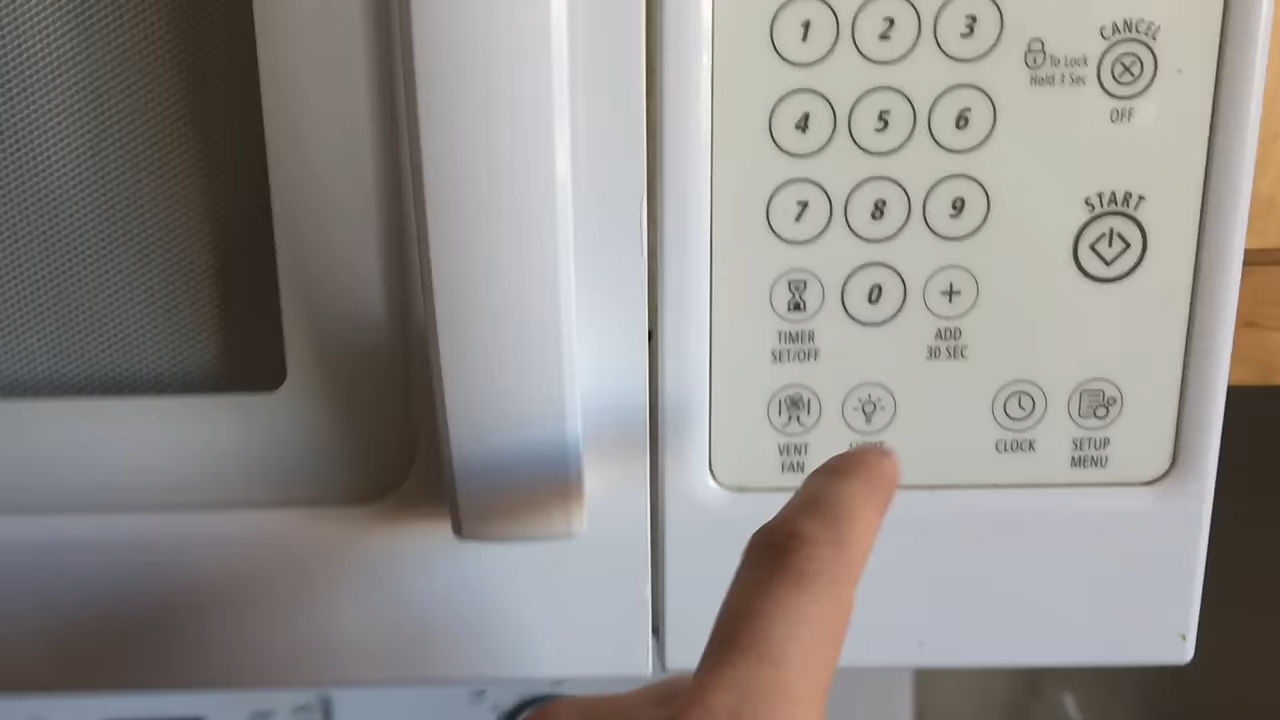 1 2 3
CANCEL
To Lock
Hold 3 Sec
OFF
4 5 6
START
7 8 9
0
TIMER
SET/OFF
ADD
30 SEC
VENT
FAN
LIGHT
CLOCK
SETUP
MENU